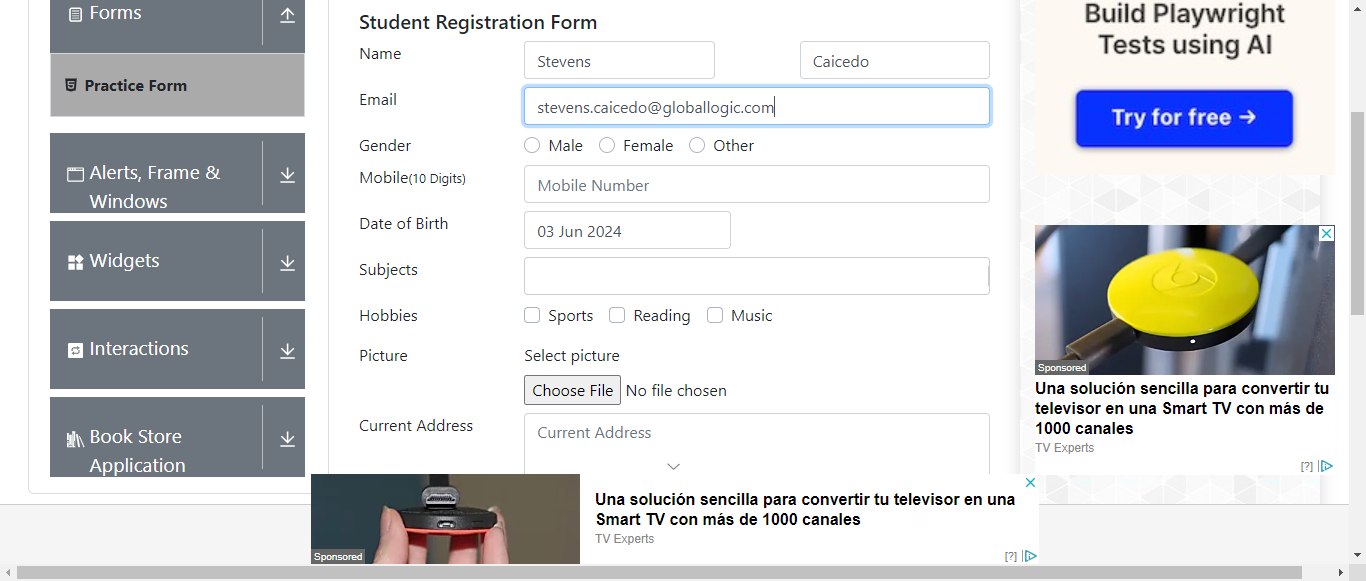 Forms
Practice Form
Alerts, Frame &
Windows
Widgets
Interactions
Book Store
Application
Student Registration Form
Name
Stevens
Caicedo
Email
stevens.caicedo@globallogic.com
Gender
Male
Female
Other
Mobile(10 Digits)
Mobile Number
Date of Birth
03 Jun 2024
Subjects
Hobbies
Sports
Reading
Music
Picture
Select picture
Choose File
No file chosen
Current Address
Current Address
Build Playwright
Tests using AI
Try for free →
Sponsored
Una solución sencilla para convertir tu
televisor en una Smart TV con más de
1000 canales
TV Experts
[?]
Sponsored
Una solución sencilla para convertir tu televisor en una
Smart TV con más de 1000 canales
TV Experts
[?]